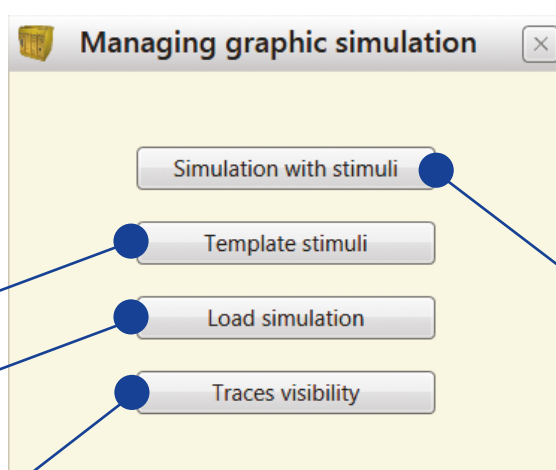 Managing graphic simulation
Simulation with stimuli
Template stimuli
Load simulation
Traces visibility